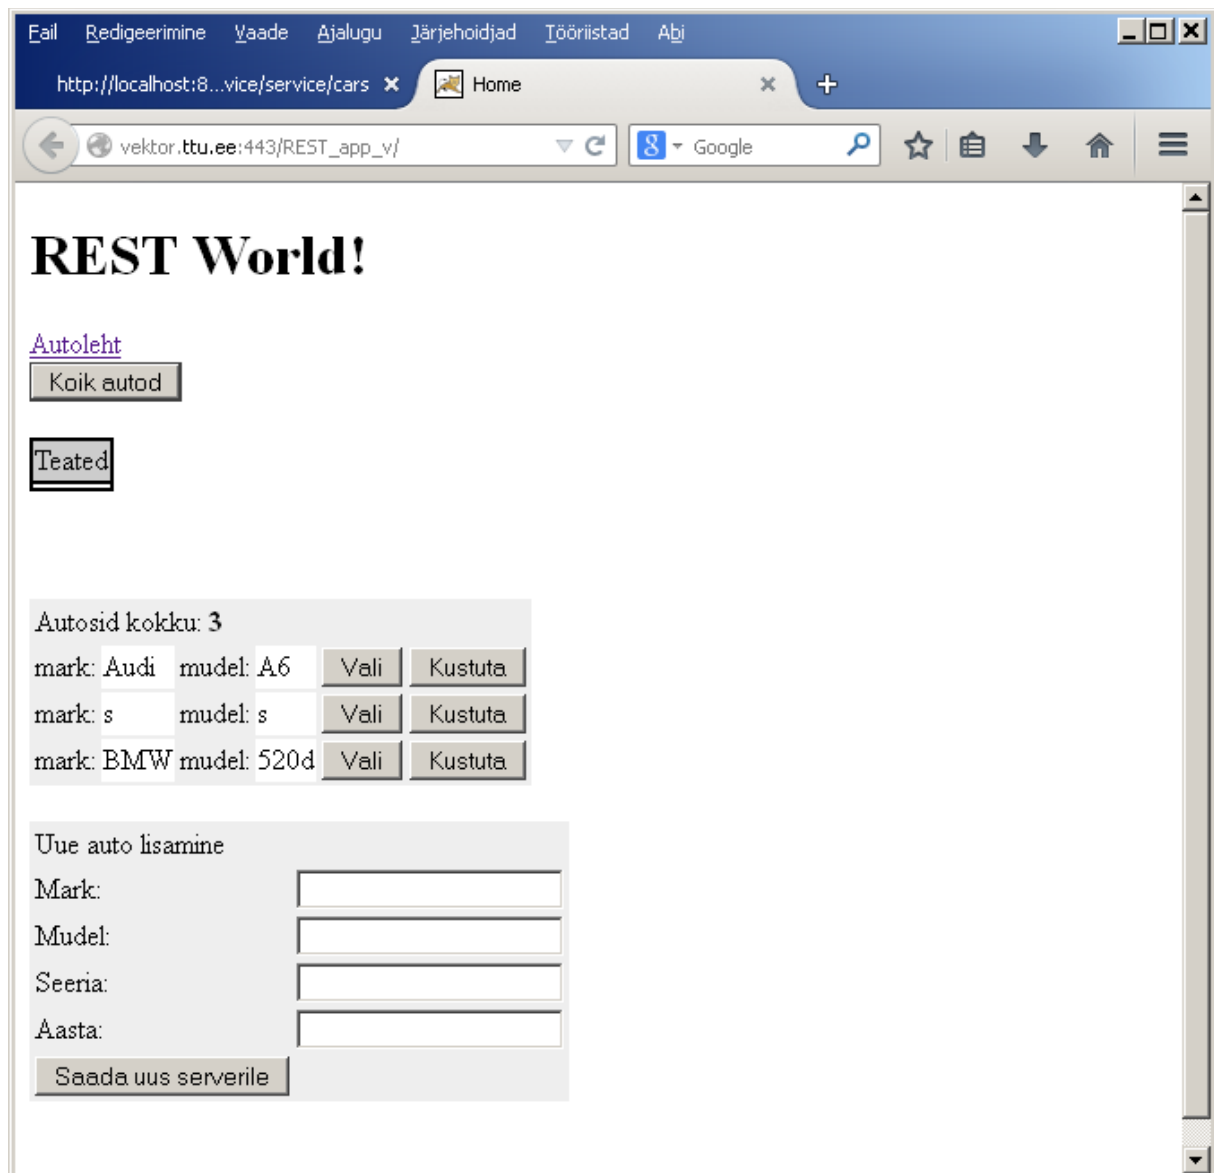 Fail Redigeerimine Vaade Ajalugu Järjehoidjad Tööriistad Abi
http://localhost:8...vice/service/cars Home
vektor.ttu.ee:443/REST_app_v/ 8 Google
REST World!
Autoleht
Koik autod
Teated
Autosid kokku: 3
mark: Audi mudel: A6 Vali Kustuta
mark: s mudel: s Vali Kustuta
mark: BMW mudel: 520d Vali Kustuta
Uue auto lisamine
Mark:
Mudel:
Seeria:
Aasta:
Saada uus serverile